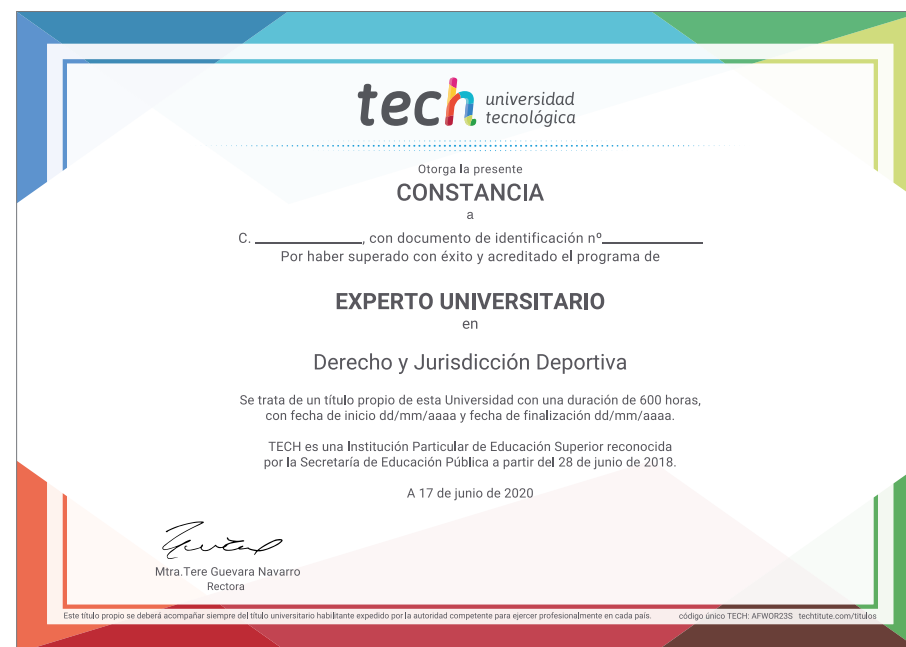 tech universidad
tecnológica
Otorga la presente
CONSTANCIA
a
C. ______________, con documento de identificación nº_____________
Por haber superado con éxito y acreditado el programa de
EXPERTO UNIVERSITARIO
en
Derecho y Jurisdicción Deportiva
Se trata de un título propio de esta Universidad con una duración de 600 horas,
con fecha de inicio dd/mm/aaaa y fecha de finalización dd/mm/aaaa.
TECH es una Institución Particular de Educación Superior reconocida
por la Secretaría de Educación Pública a partir del 28 de junio de 2018.
A 17 de junio de 2020
Mtra.Tere Guevara Navarro
Rectora
Este título propio se deberá acompañar siempre del título universitario habilitante expedido por la autoridad competente para ejercer profesionalmente en cada país. código único TECH: AFWOR23S techtitute.com/titulos